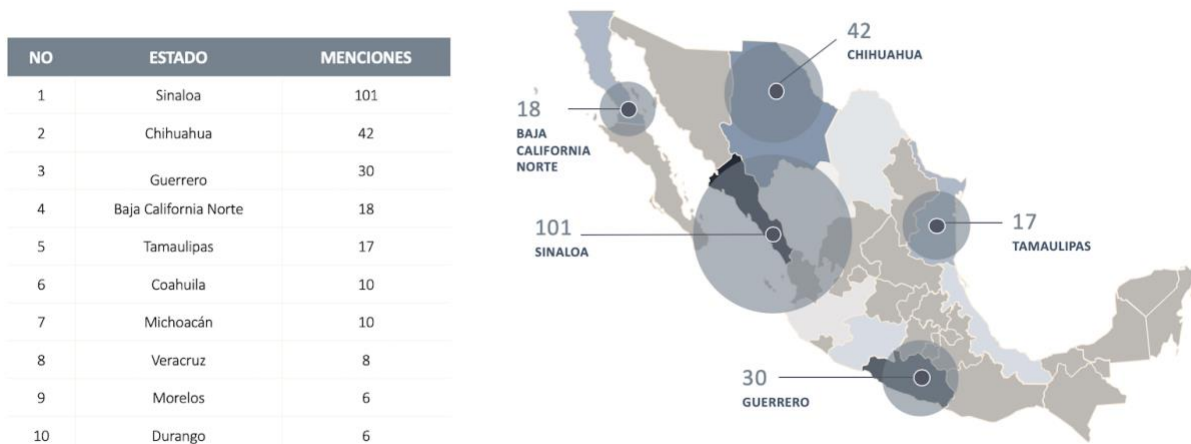 NO ESTADO MENCIONES
1 Sinaloa 101
2 Chihuahua 42
3 Guerrero 30
4 Baja California Norte 18
5 Tamaulipas 17
6 Coahuila 10
7 Michoacán 10
8 Veracruz 8
9 Morelos 6
10 Durango 6
42
CHIHUAHUA
18
BAJA
CALIFORNIA
NORTE
101
SINALOA
17
TAMAULIPAS
30
GUERRERO